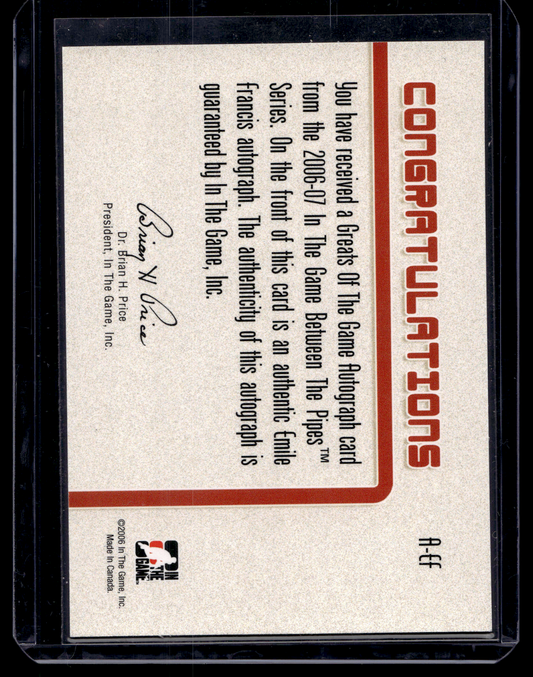 CONGRATULATIONS
You have received a Greats Of The Game Autograph card
from the 2006-07 In The Game Between The Pipes™
Series. On the front of this card is an authentic Emile
Francis autograph. The authenticity of this autograph is
guaranteed by In The Game, Inc.
Brian H Price
Dr. Brian H. Price
President, In The Game, Inc.
A-EF
IN
THE
GAME
©2006 In The Game, Inc.
Made In Canada.